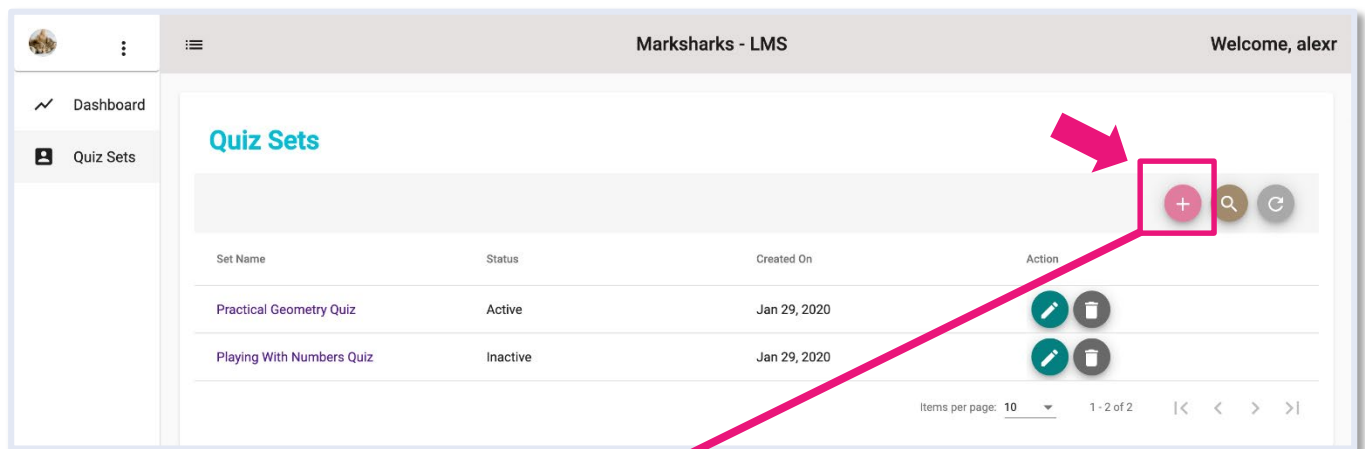 Marksharks - LMS
Welcome, alexr
Dashboard
Quiz Sets
Quiz Sets
Set Name Status Created On Action
Practical Geometry Quiz Active Jan 29, 2020
Playing With Numbers Quiz Inactive Jan 29, 2020
Items per page: 10 1 - 2 of 2